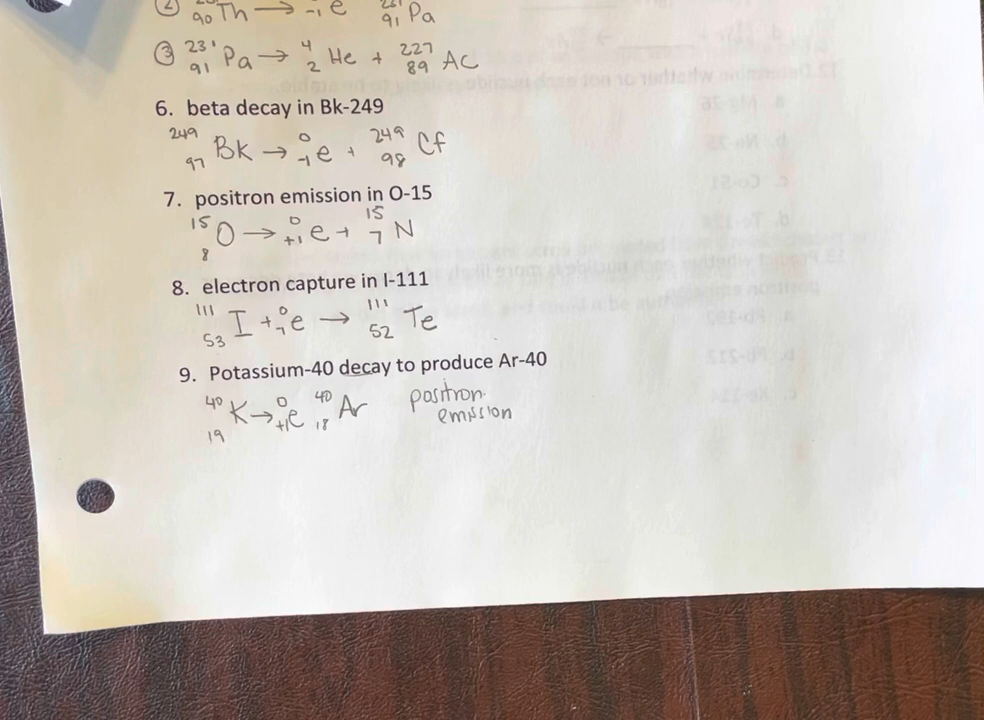 ② 90 Th → -1 e 91 Pa
③ 231 91 Pa → 4 2 He + 227 89 AC
6. beta decay in Bk-249
249 97 BK → 0 -1 e + 249 98 Cf
7. positron emission in O-15
15 8 O → 0 +1 e + 15 7 N
8. electron capture in I-111
111 53 I + 0 -1 e → 111 52 Te
9. Potassium-40 decay to produce Ar-40
40 19 K → 0 +1 e 40 18 Ar positron
emission